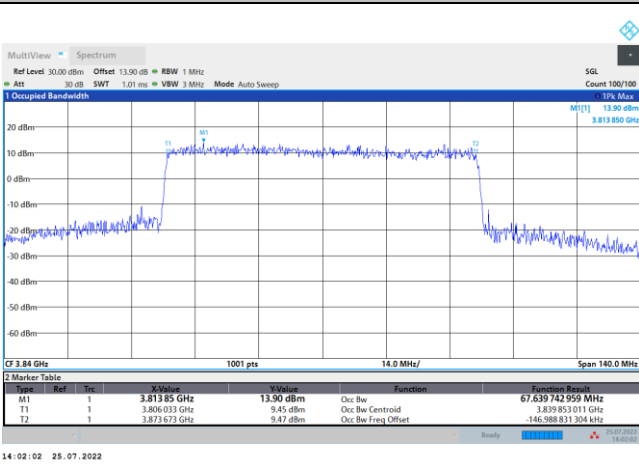 MultiView Spectrum
Ref Level 30.00 dBm Offset 13.90 dB RBW 1 MHz SGL
Att 30 dB SWT 1.01 ms VBW 3 MHz Mode Auto Sweep Count 100/100
1 Occupied Bandwidth 1Pk Max
M1[1] 13.90 dBm
3.813 850 GHz
20 dBm
T1 M1 T2
10 dBm
0 dBm
-10 dBm
-20 dBm
-30 dBm
-40 dBm
-50 dBm
-60 dBm
CF 3.84 GHz 1001 pts 14.0 MHz/ Span 140.0 MHz
2 Marker Table
Type Ref Trc X-Value Y-Value Function Function Result
M1 1 3.81385 GHz 13.90 dBm Occ Bw 67.639 742 959 MHz
T1 1 3.806 033 GHz 9.45 dBm Occ Bw Centroid 3.839 853 011 GHz
T2 1 3.873 673 GHz 9.47 dBm Occ Bw Freq Offset -146.988 831 304 kHz
Ready 25.07.2022
14:02:02
14:02:02 25.07.2022